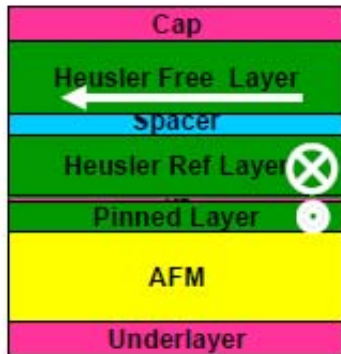 Cap
Heusler Free Layer
Spacer
Heusler Ref Layer
Pinned Layer
AFM
Underlayer